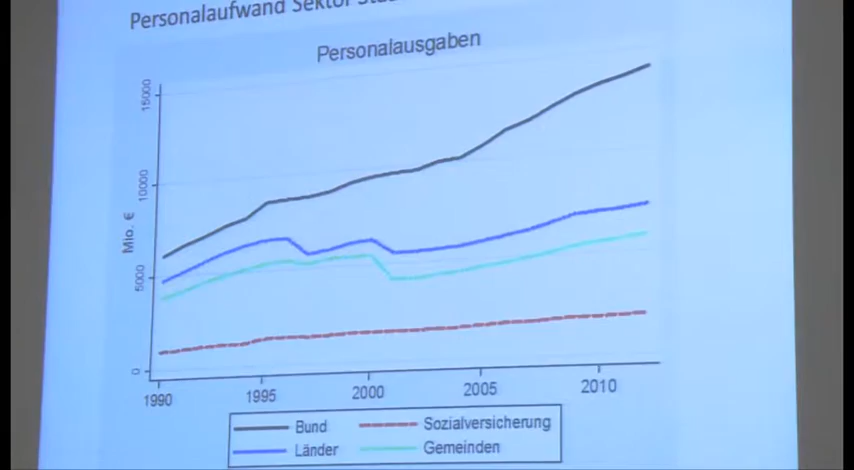 Personalaufwand Sektor
Personalausgaben
15000
10000
Mio. €
5000
0
1990 1995 2000 2005 2010
Bund Sozialversicherung
Länder Gemeinden